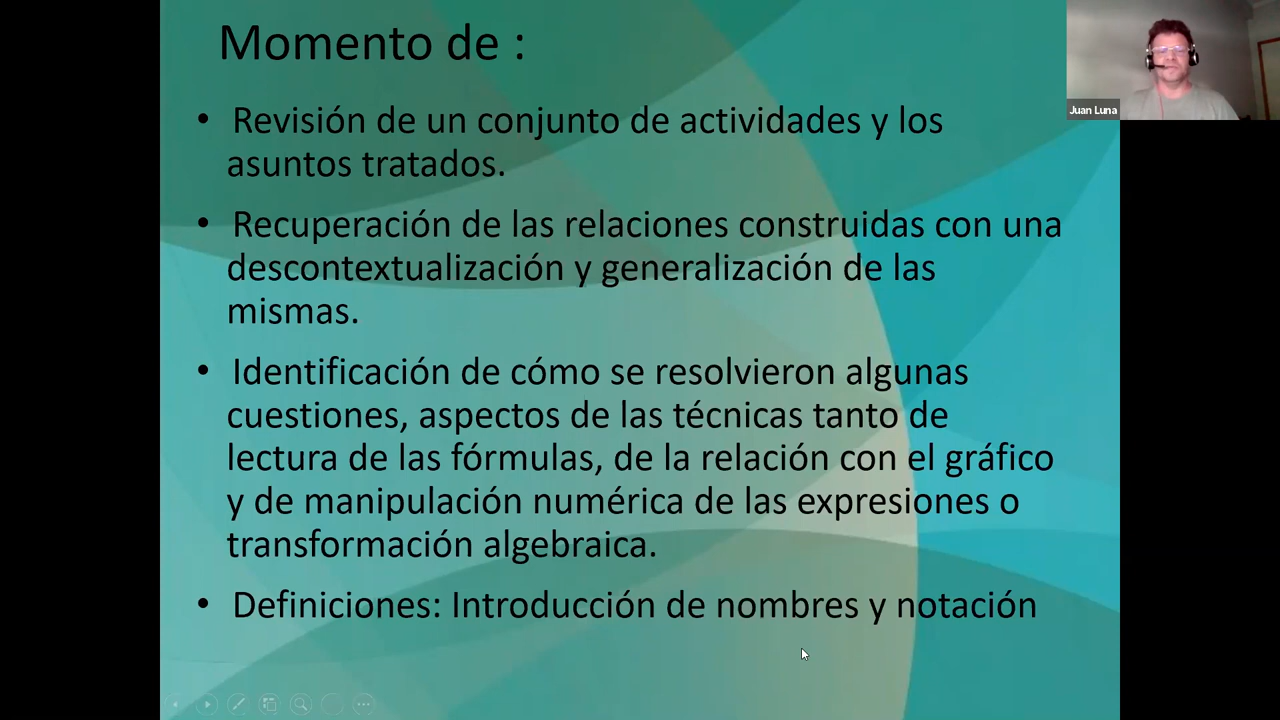 Momento de :
• Revisión de un conjunto de actividades y los
asuntos tratados.
• Recuperación de las relaciones construidas con una
descontextualización y generalización de las
mismas.
• Identificación de cómo se resolvieron algunas
cuestiones, aspectos de las técnicas tanto de
lectura de las fórmulas, de la relación con el gráfico
y de manipulación numérica de las expresiones o
transformación algebraica.
• Definiciones: Introducción de nombres y notación
Juan Luna